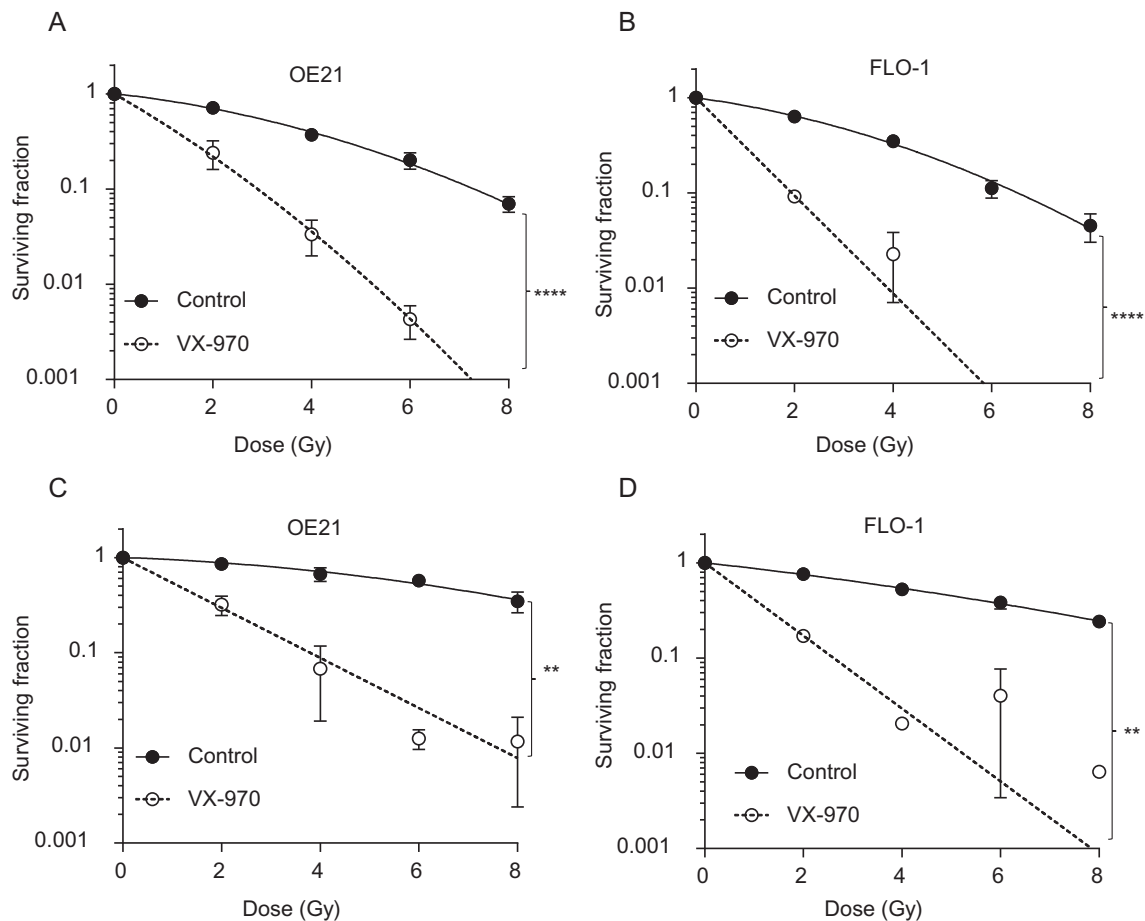 A
OE21
Surviving fraction
1
0.1
0.01
0.001
Control
VX-970
****
0 2 4 6 8
Dose (Gy)
B
FLO-1
Surviving fraction
1
0.1
0.01
0.001
Control
VX-970
****
0 2 4 6 8
Dose (Gy)
C
OE21
Surviving fraction
1
0.1
0.01
0.001
Control
VX-970
**
0 2 4 6 8
Dose (Gy)
D
FLO-1
Surviving fraction
1
0.1
0.01
0.001
Control
VX-970
**
0 2 4 6 8
Dose (Gy)